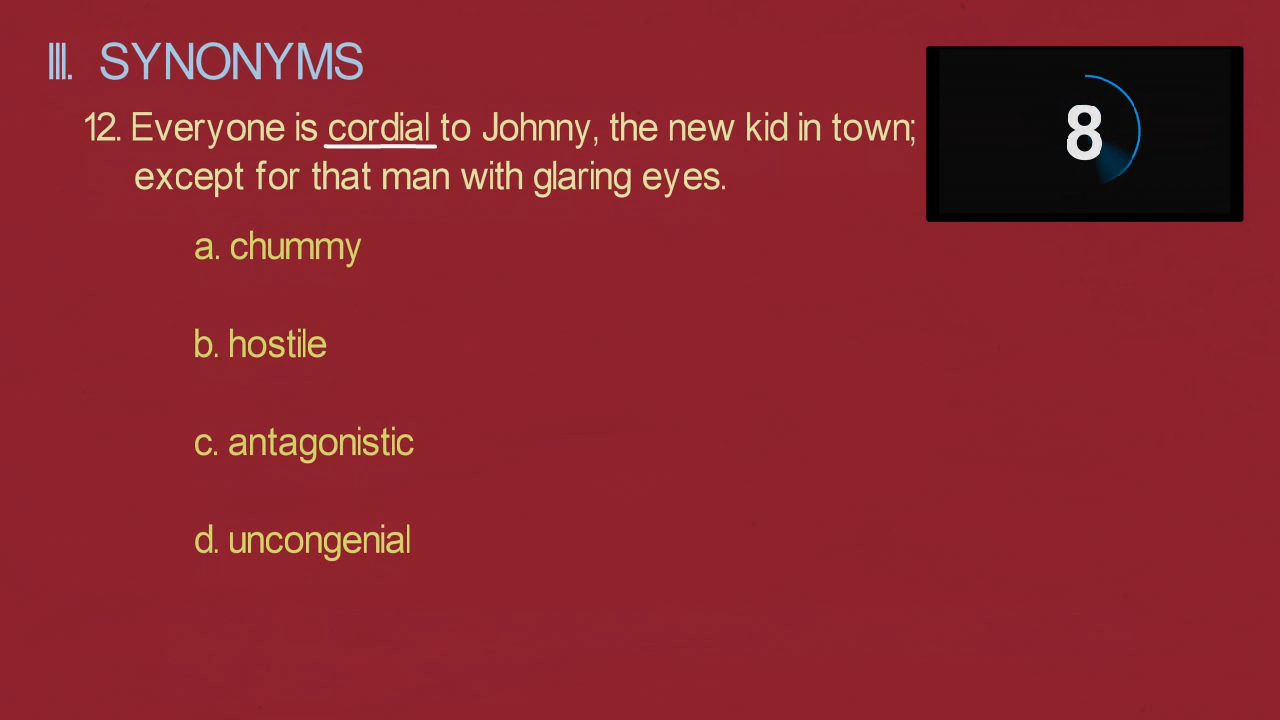 III. SYNONYMS
12. Everyone is cordial to Johnny, the new kid in town;
except for that man with glaring eyes.
8
a. chummy
b. hostile
c. antagonistic
d. uncongenial